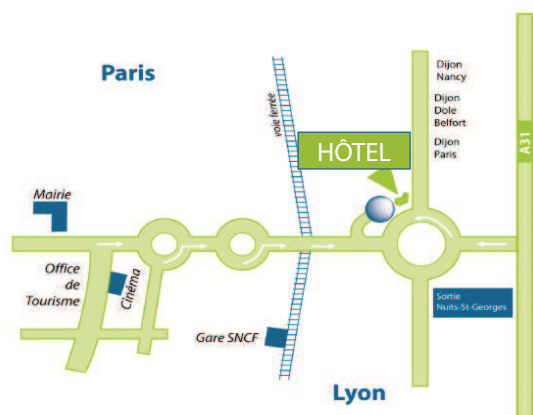 Paris
voie ferrée
Dijon
Nancy
Dijon
Dole
Belfort
Dijon
Paris
A31
HÔTEL
Mairie
Office
de
Tourisme
Cinéma
Gare SNCF
Sortie
Nuits-St-Georges
Lyon